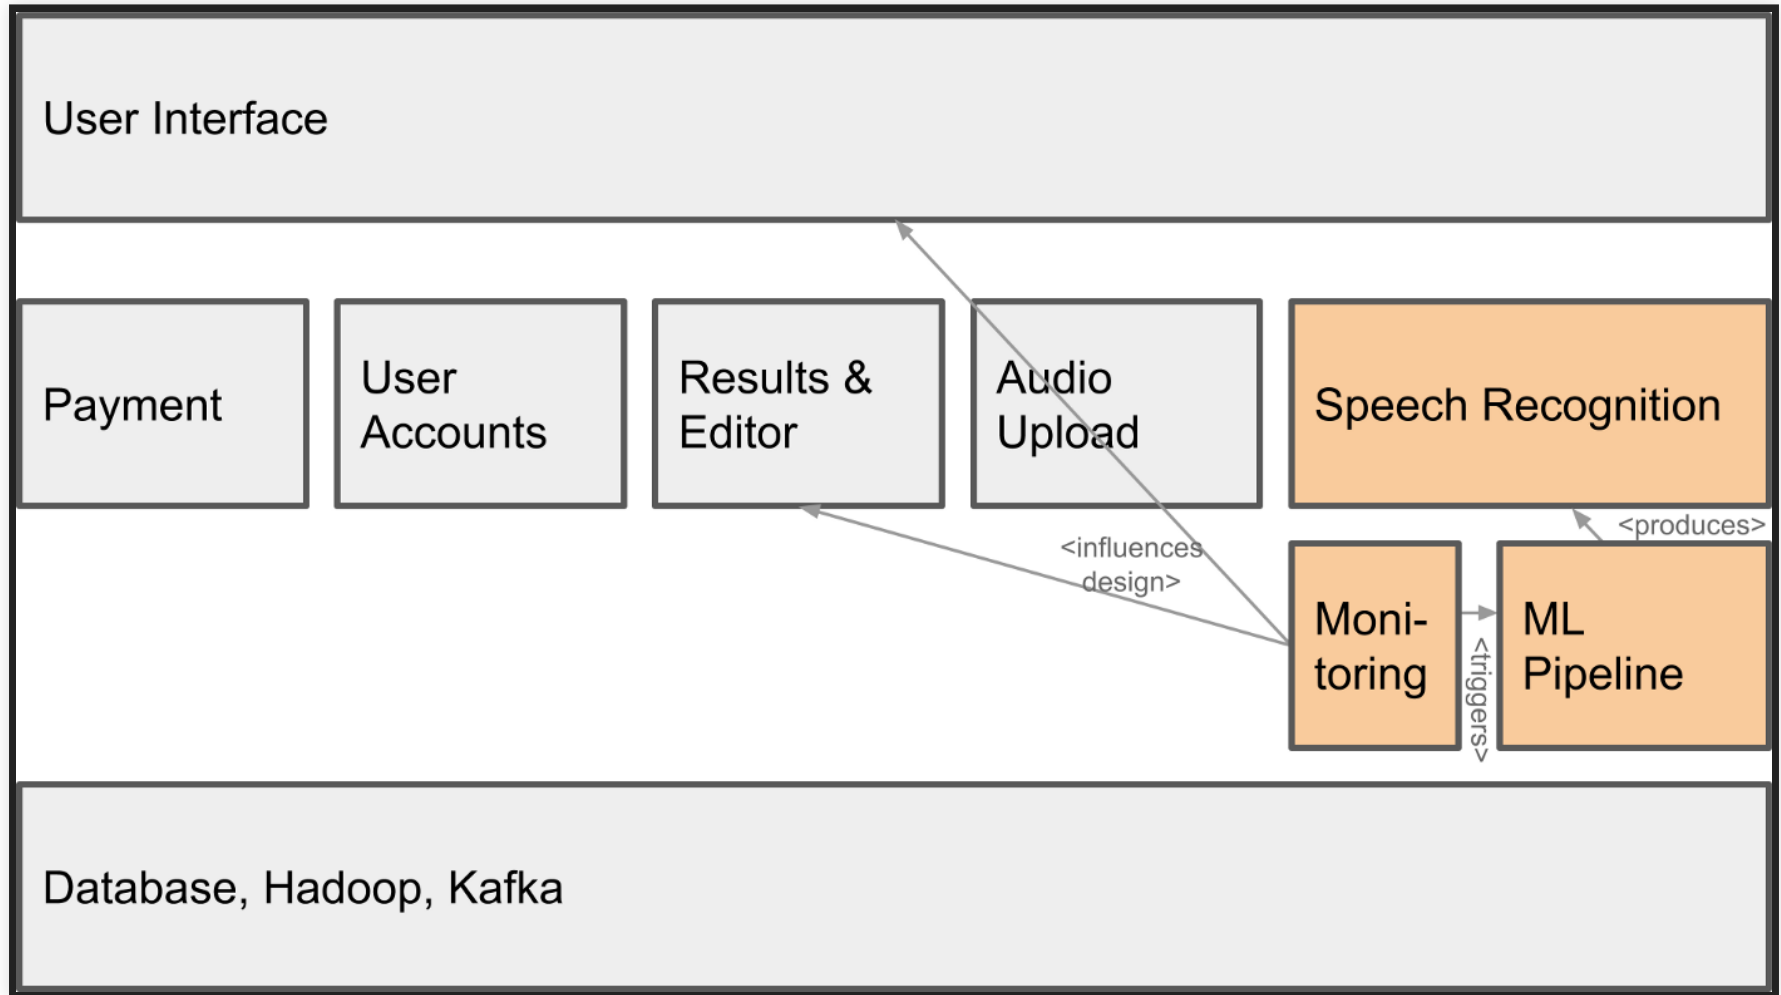 User Interface
Payment
User
Accounts
Results &
Editor
Audio
Upload
Speech Recognition
<influences
design>
<produces>
Moni-
toring
<triggers>
ML
Pipeline
Database, Hadoop, Kafka